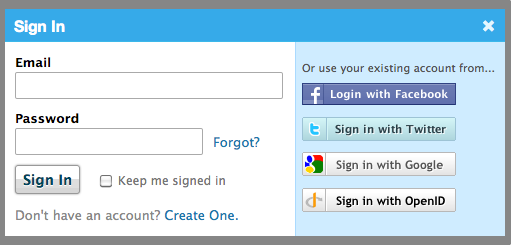 Sign In
Email
Password
Forgot?
Sign In
Keep me signed in
Don't have an account? Create One.
Or use your existing account from...
Login with Facebook
Sign in with Twitter
Sign in with Google
Sign in with OpenID